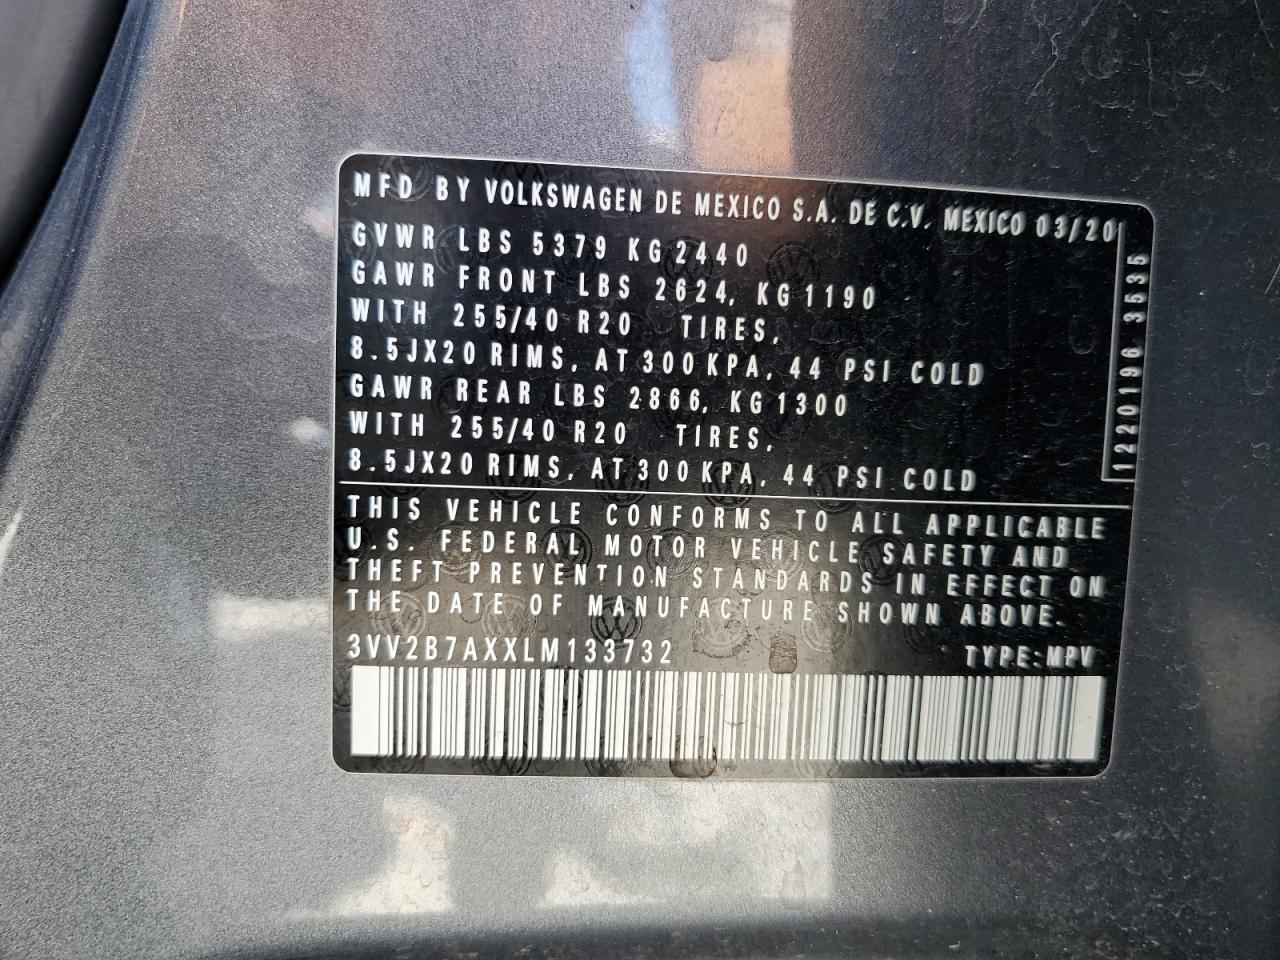 MFD BY VOLKSWAGEN DE MEXICO S.A. DE C.V. MEXICO 03/20
GVWR LBS 5379 KG 2440
GAWR FRONT LBS 2624, KG 1190
WITH 255/40 R20 TIRES,
8.5JX20 RIMS, AT 300 KPA, 44 PSI COLD
GAWR REAR LBS 2866, KG 1300
WITH 255/40 R20 TIRES,
8.5JX20 RIMS, AT 300 KPA, 44 PSI COLD
1220196 3535
THIS VEHICLE CONFORMS TO ALL APPLICABLE
U.S. FEDERAL MOTOR VEHICLE SAFETY AND
THEFT PREVENTION STANDARDS IN EFFECT ON
THE DATE OF MANUFACTURE SHOWN ABOVE.
3VV2B7AXXLM133732 TYPE:MPV